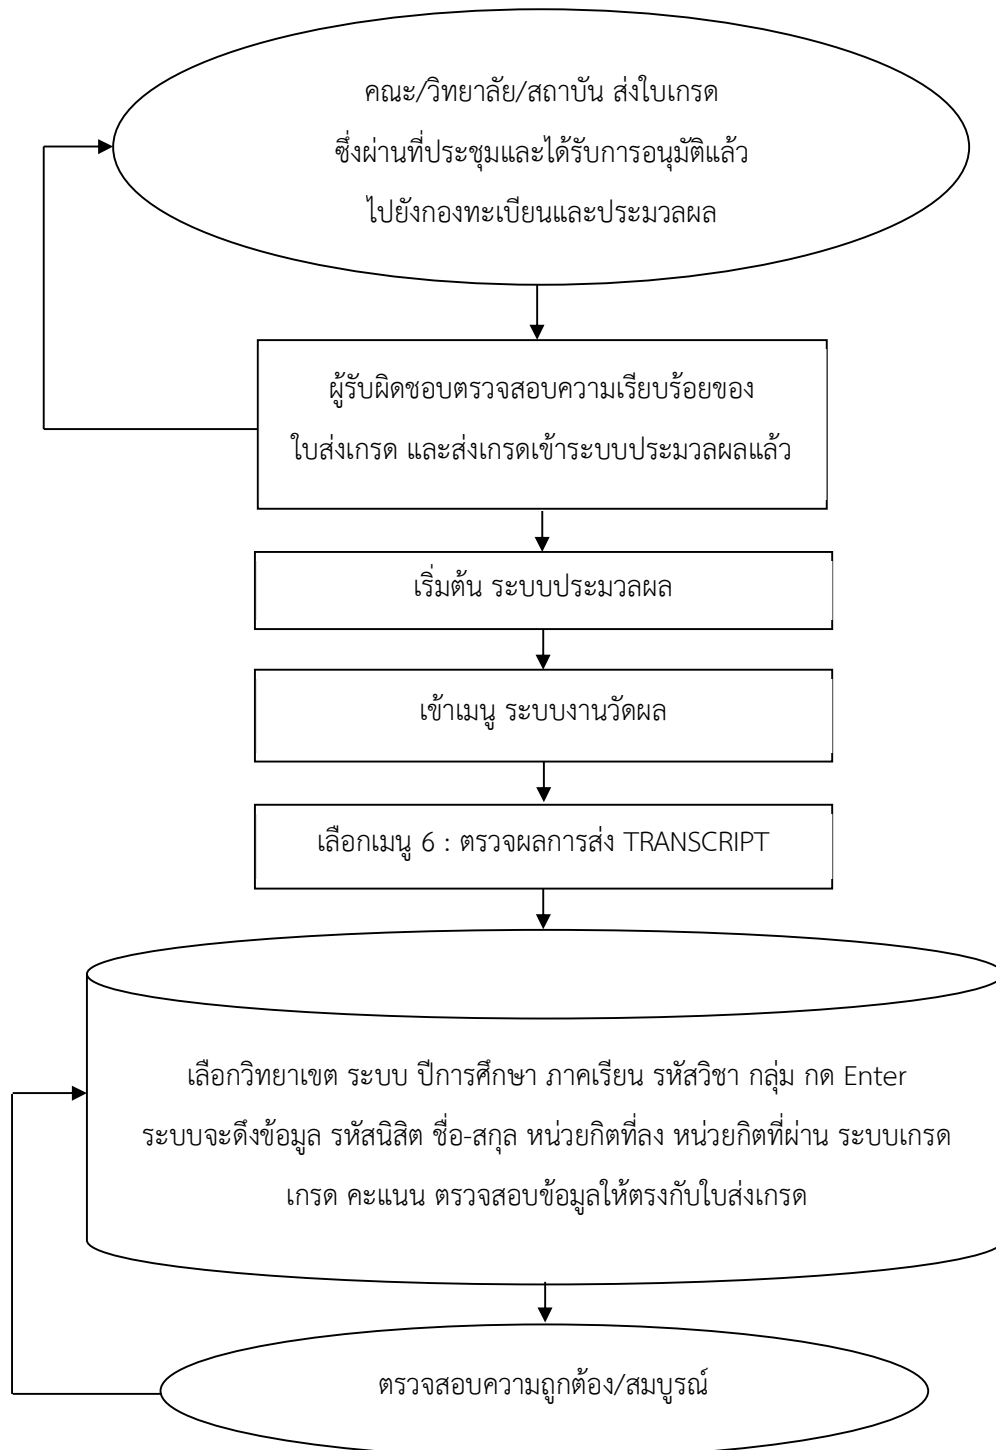 คณะ/วิทยาลัย/สถาบัน ส่งใบเกรด
ซึ่งผ่านที่ประชุมและได้รับการอนุมัติแล้ว
ไปยังกองทะเบียนและประมวลผล
ผู้รับผิดชอบตรวจสอบความเรียบร้อยของ
ใบส่งเกรด และส่งเกรดเข้าระบบประมวลผลแล้ว
เริ่มต้น ระบบประมวลผล
เข้าเมนู ระบบงานวัดผล
เลือกเมนู 6 : ตรวจผลการส่ง TRANSCRIPT
เลือกวิทยาเขต ระบบ ปีการศึกษา ภาคเรียน รหัสวิชา กลุ่ม กด Enter
ระบบจะดึงข้อมูล รหัสนิสิต ชื่อ-สกุล หน่วยกิตที่ลง หน่วยกิตที่ผ่าน ระบบเกรด
เกรด คะแนน ตรวจสอบข้อมูลให้ตรงกับใบส่งเกรด
ตรวจสอบความถูกต้อง/สมบูรณ์